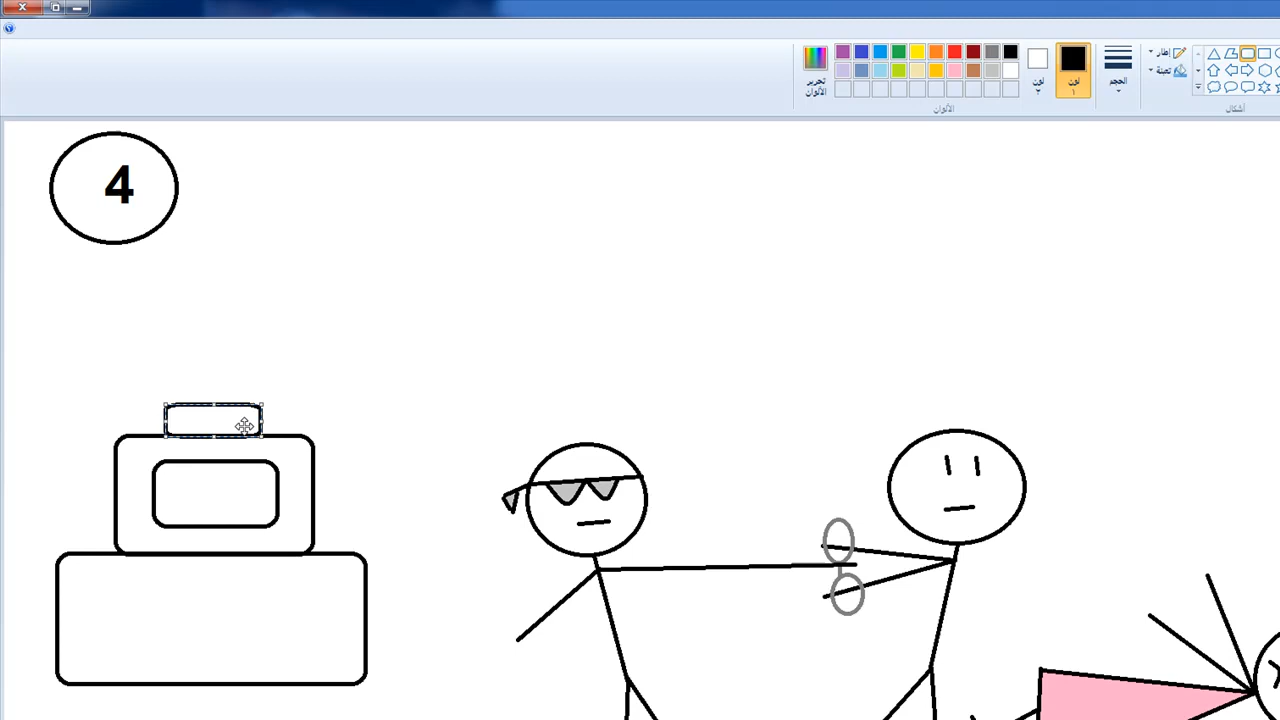 إطار
تعبئة
أشكال
الحجم
لون
١
لون
٢
تحرير
الألوان
الألوان
4